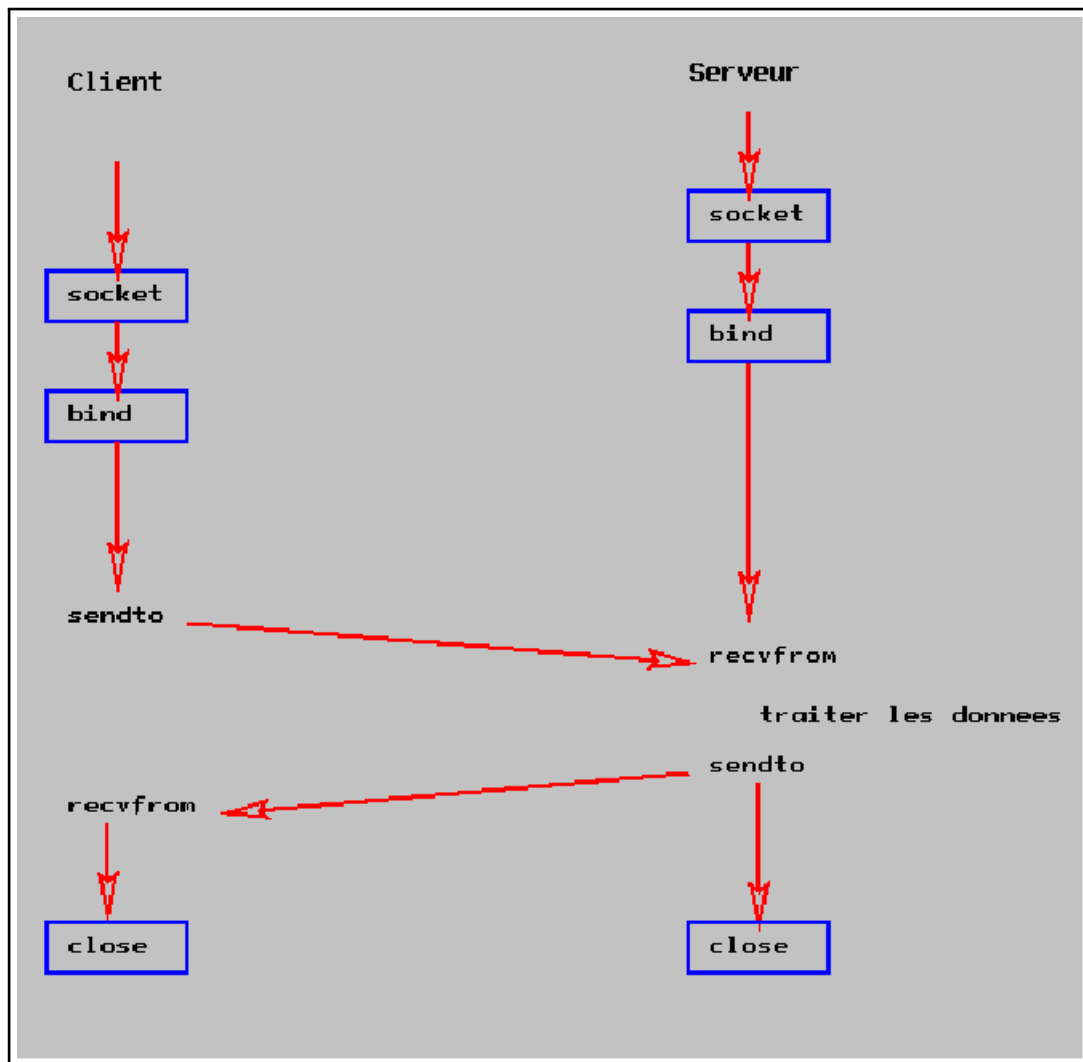 Client
Serveur
socket
socket
bind
bind
sendto
recvfrom
traiter les donnees
sendto
recvfrom
close
close